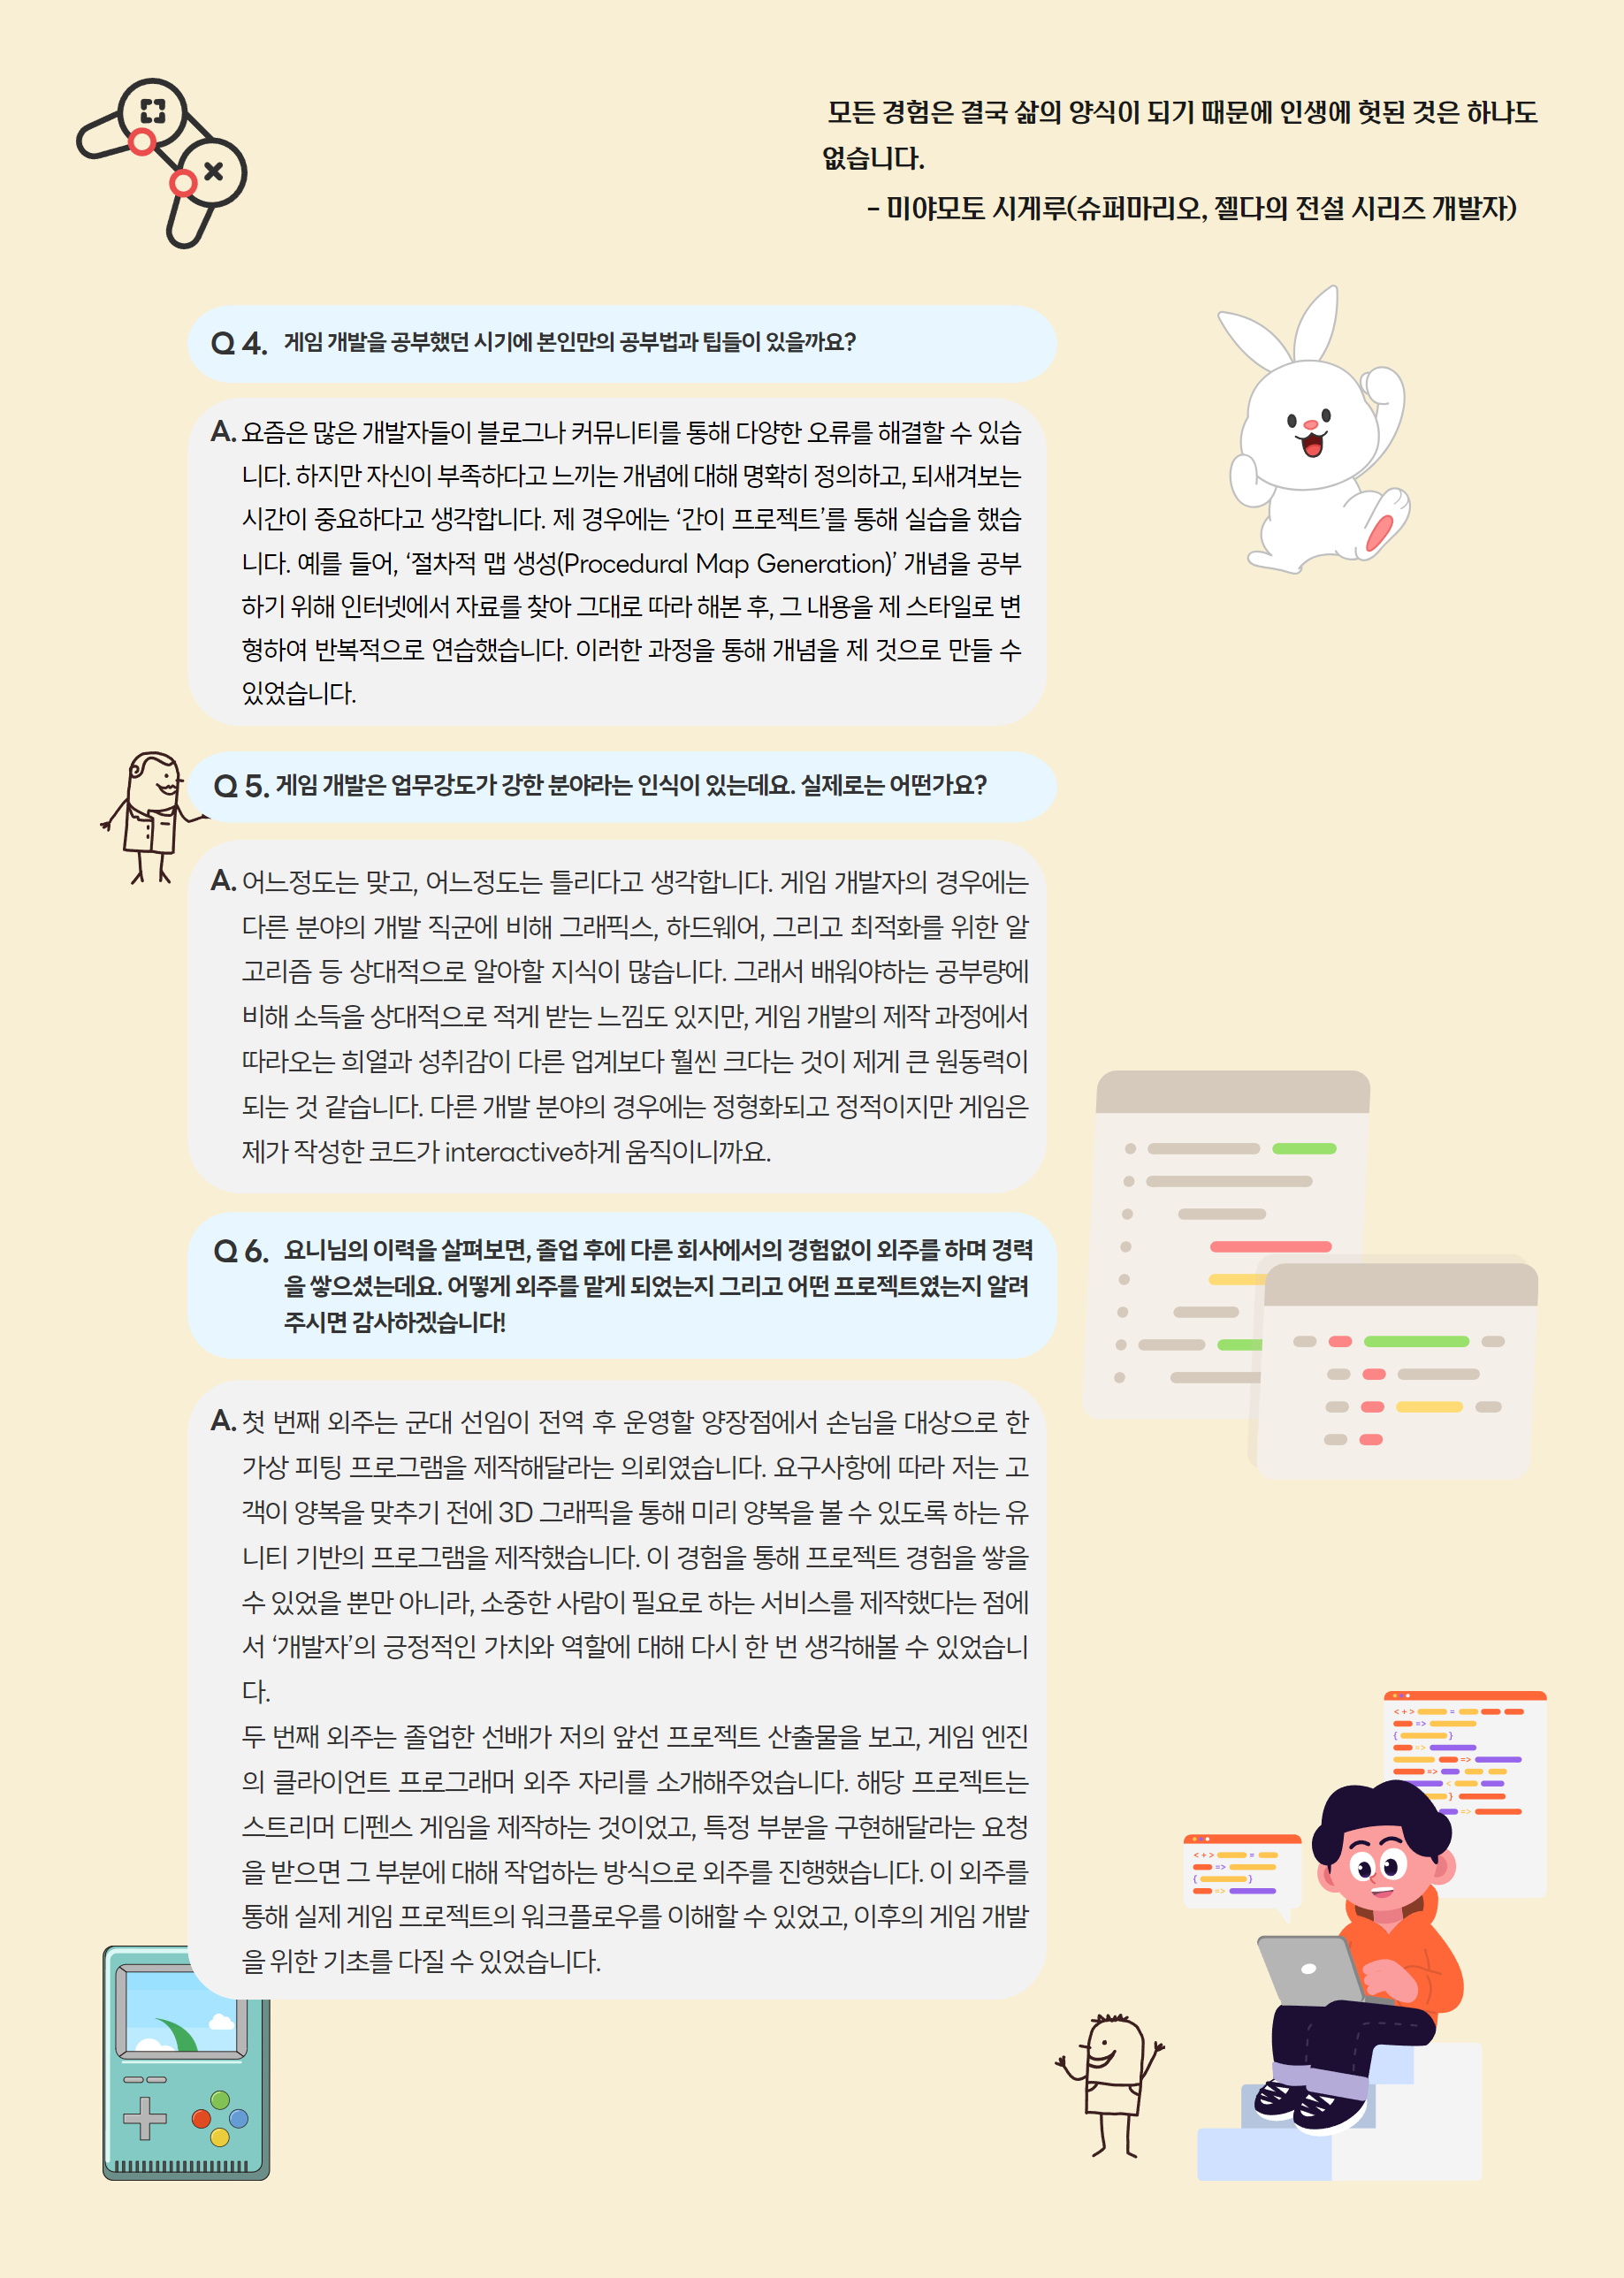 모든 경험은 결국 삶의 양식이 되기 때문에 인생에 헛된 것은 하나도
없습니다.
- 미야모토 시게루(슈퍼마리오, 젤다의 전설 시리즈 개발자)
Q 4. 게임 개발을 공부했던 시기에 본인만의 공부법과 팁들이 있을까요?
A. 요즘은 많은 개발자들이 블로그나 커뮤니티를 통해 다양한 오류를 해결할 수 있습
니다. 하지만 자신이 부족하다고 느끼는 개념에 대해 명확히 정의하고, 되새겨보는
시간이 중요하다고 생각합니다. 제 경우에는 ‘간이 프로젝트’를 통해 실습을 했습
니다. 예를 들어, ‘절차적 맵 생성(Procedural Map Generation)’ 개념을 공부
하기 위해 인터넷에서 자료를 찾아 그대로 따라 해본 후, 그 내용을 제 스타일로 변
형하여 반복적으로 연습했습니다. 이러한 과정을 통해 개념을 제 것으로 만들 수
있었습니다.
Q 5. 게임 개발은 업무강도가 강한 분야라는 인식이 있는데요. 실제로는 어떤가요?
A. 어느정도는 맞고, 어느정도는 틀리다고 생각합니다. 게임 개발자의 경우에는
다른 분야의 개발 직군에 비해 그래픽스, 하드웨어, 그리고 최적화를 위한 알
고리즘 등 상대적으로 알아할 지식이 많습니다. 그래서 배워야하는 공부량에
비해 소득을 상대적으로 적게 받는 느낌도 있지만, 게임 개발의 제작 과정에서
따라오는 희열과 성취감이 다른 업계보다 훨씬 크다는 것이 제게 큰 원동력이
되는 것 같습니다. 다른 개발 분야의 경우에는 정형화되고 정적이지만 게임은
제가 작성한 코드가 interactive하게 움직이니까요.
Q 6. 요니님의 이력을 살펴보면, 졸업 후에 다른 회사에서의 경험없이 외주를 하며 경력
을 쌓으셨는데요. 어떻게 외주를 맡게 되었는지 그리고 어떤 프로젝트였는지 알려
주시면 감사하겠습니다!
A. 첫 번째 외주는 군대 선임이 전역 후 운영할 양장점에서 손님을 대상으로 한
가상 피팅 프로그램을 제작해달라는 의뢰였습니다. 요구사항에 따라 저는 고
객이 양복을 맞추기 전에 3D 그래픽을 통해 미리 양복을 볼 수 있도록 하는 유
니티 기반의 프로그램을 제작했습니다. 이 경험을 통해 프로젝트 경험을 쌓을
수 있었을 뿐만 아니라, 소중한 사람이 필요로 하는 서비스를 제작했다는 점에
서 ‘개발자’의 긍정적인 가치와 역할에 대해 다시 한 번 생각해볼 수 있었습니
다.
두 번째 외주는 졸업한 선배가 저의 앞선 프로젝트 산출물을 보고, 게임 엔진
의 클라이언트 프로그래머 외주 자리를 소개해주었습니다. 해당 프로젝트는
스트리머 디펜스 게임을 제작하는 것이었고, 특정 부분을 구현해달라는 요청
을 받으면 그 부분에 대해 작업하는 방식으로 외주를 진행했습니다. 이 외주를
통해 실제 게임 프로젝트의 워크플로우를 이해할 수 있었고, 이후의 게임 개발
을 위한 기초를 다질 수 있었습니다.